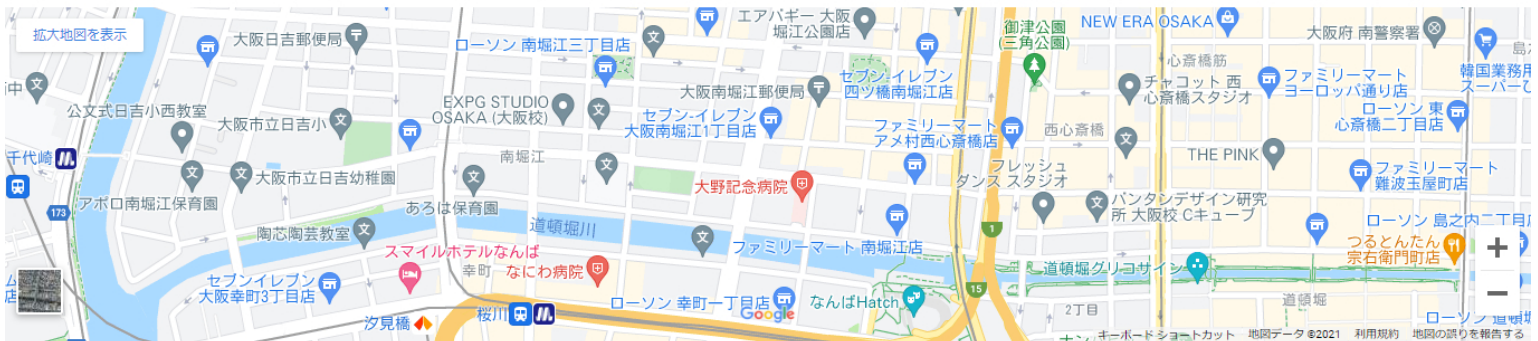 拡大地図を表示
大阪日吉郵便局
ローソン 南堀江三丁目店
エアバギー 大阪
堀江公園店
御津公園
(三角公園)
NEW ERA OSAKA
大阪府 南警察署
心斎橋筋
韓国業務用
スーパー
公文式日吉小西教室
大阪市立日吉小
EXPG STUDIO
OSAKA (大阪校)
大阪南堀江郵便局
セブン-イレブン
四ツ橋南堀江店
セブン-イレブン
大阪南堀江1丁目店
チャコット 西
心斎橋スタジオ
ファミリーマート
ヨーロッパ通り店
ローソン 東
心斎橋二丁目店
ファミリーマート
アメ村西心斎橋店
西心斎橋
THE PINK
千代崎
南堀江
大阪市立日吉幼稚園
大野記念病院
フレッシュ
ダンス スタジオ
ファミリーマート
難波玉屋町店
アポロ南堀江保育園
あろは保育園
バンタンデザイン研究
所 大阪校 Cキューブ
173
陶芯陶芸教室
道頓堀川
ファミリーマート 南堀江店
1
ローソン 島之内二丁目店
つるとんたん
宗右衛門町店
スマイルホテルなんば
幸町
なにわ病院
道頓堀グリコサイン
セブンイレブン
大阪幸町3丁目店
ローソン 幸町一丁目店
なんばHatch
15
2丁目
道頓堀
汐見橋
桜川
Google
ローソン 道頓堀
キーボード ショートカット
地図データ ©2021
利用規約
地図の誤りを報告する